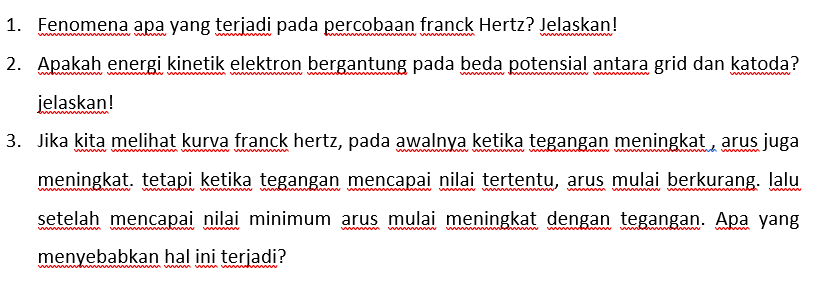 1. Fenomena apa yang terjadi pada percobaan franck Hertz? Jelaskan!
2. Apakah energi kinetik elektron bergantung pada beda potensial antara grid dan katoda?
jelaskan!
3. Jika kita melihat kurva franck hertz, pada awalnya ketika tegangan meningkat , arus juga
meningkat. tetapi ketika tegangan mencapai nilai tertentu, arus mulai berkurang. lalu
setelah mencapai nilai minimum arus mulai meningkat dengan tegangan. Apa yang
menyebabkan hal ini terjadi?